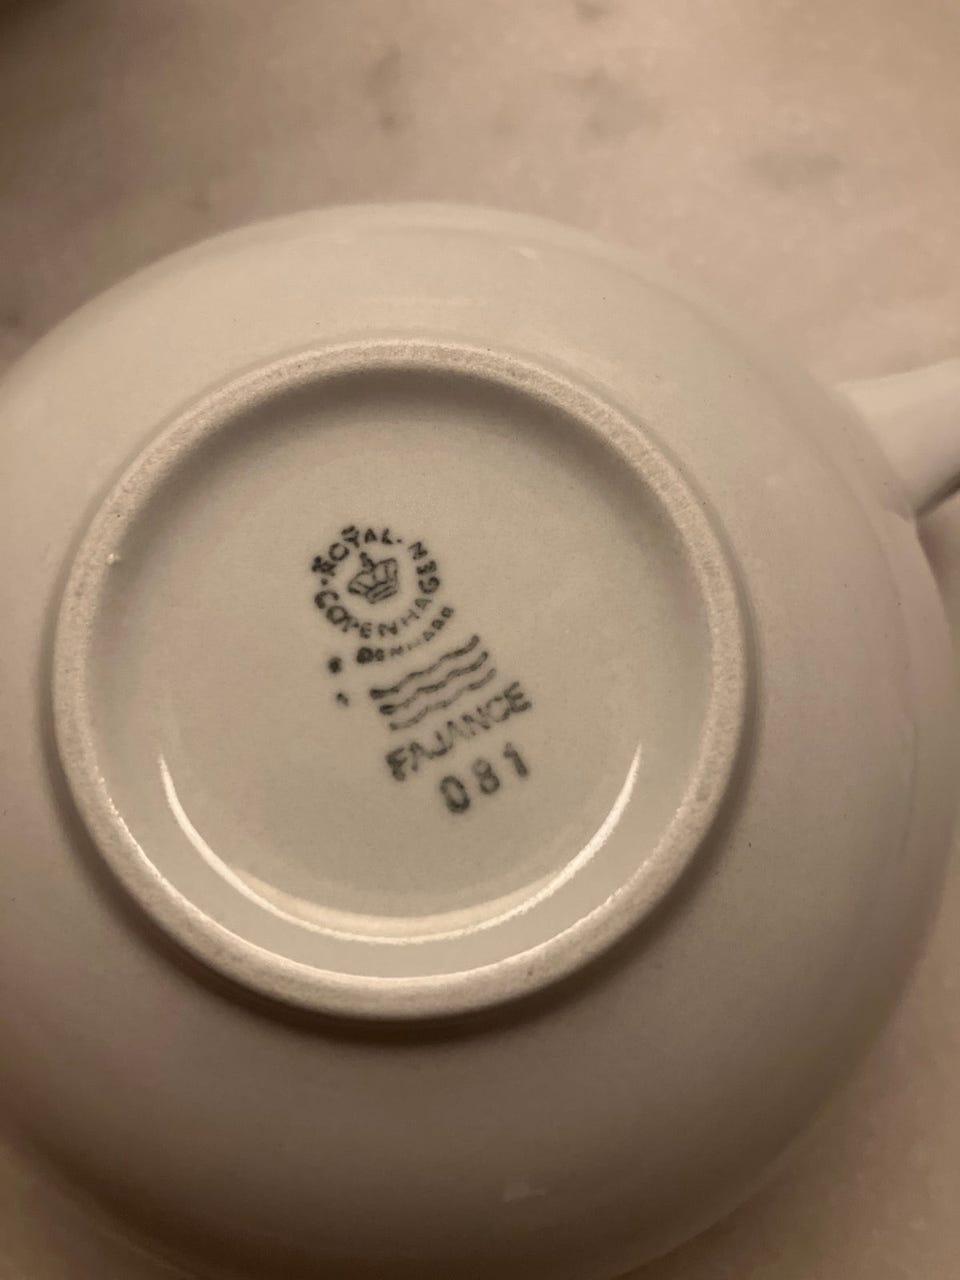 ROYAL · COPENHAGEN
DENMARK
FAJANCE
081